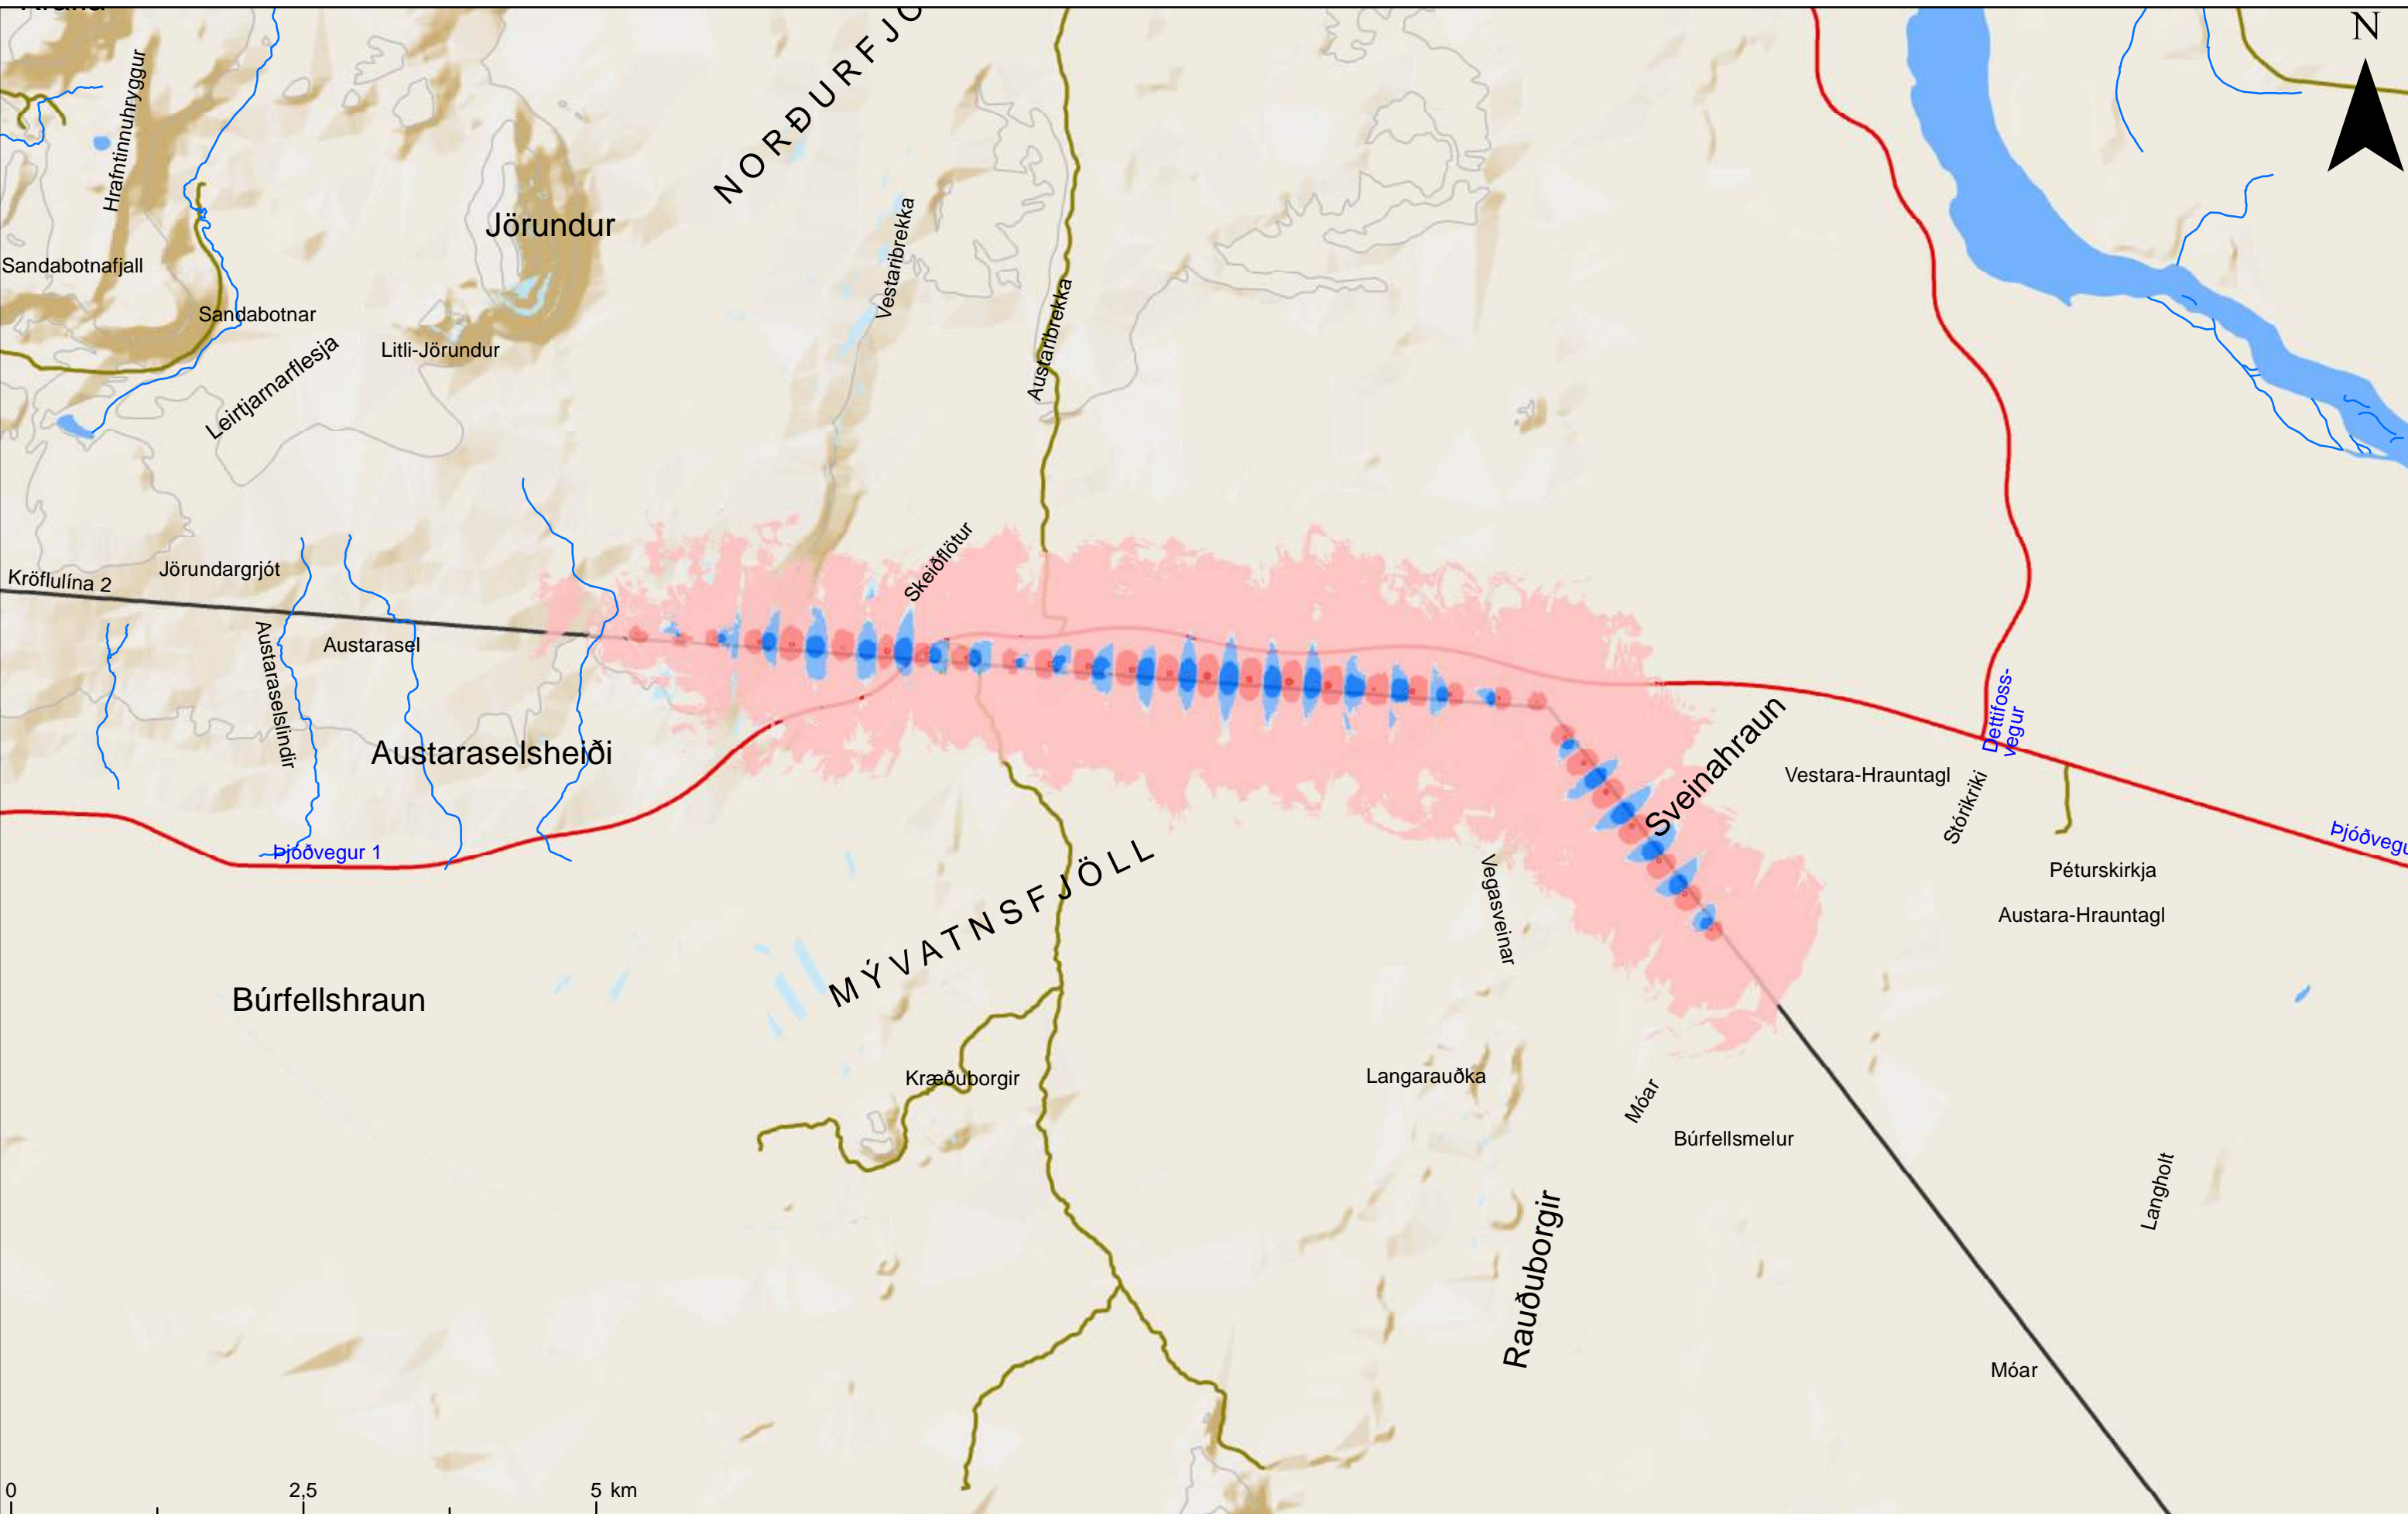 N
Hrafntinnuhryggur
Jörundur
Sandabotnafjall
Vestaribrekka
Sandabotnar
Austaribrekka
Litli-Jörundur
Leirtjarnarflesja
Skeiðflötur
Jörundargrjót
Kröflulína 2
Austarasel
Austaraselslindir
Austaraselsheiði
Sveinahraun
Dettifoss-
vegur
Vestara-Hrauntagl
Stórikriki
Þjóðvegur 1
Péturskirkja
Austara-Hrauntagl
Vegasveinar
MÝVATNSFJÖLL
Búrfellshraun
Kræðuborgir
Langarauðka
Móar
Búrfellsmelur
Langholt
Rauðuborgir
Móar
0 2,5 5 km